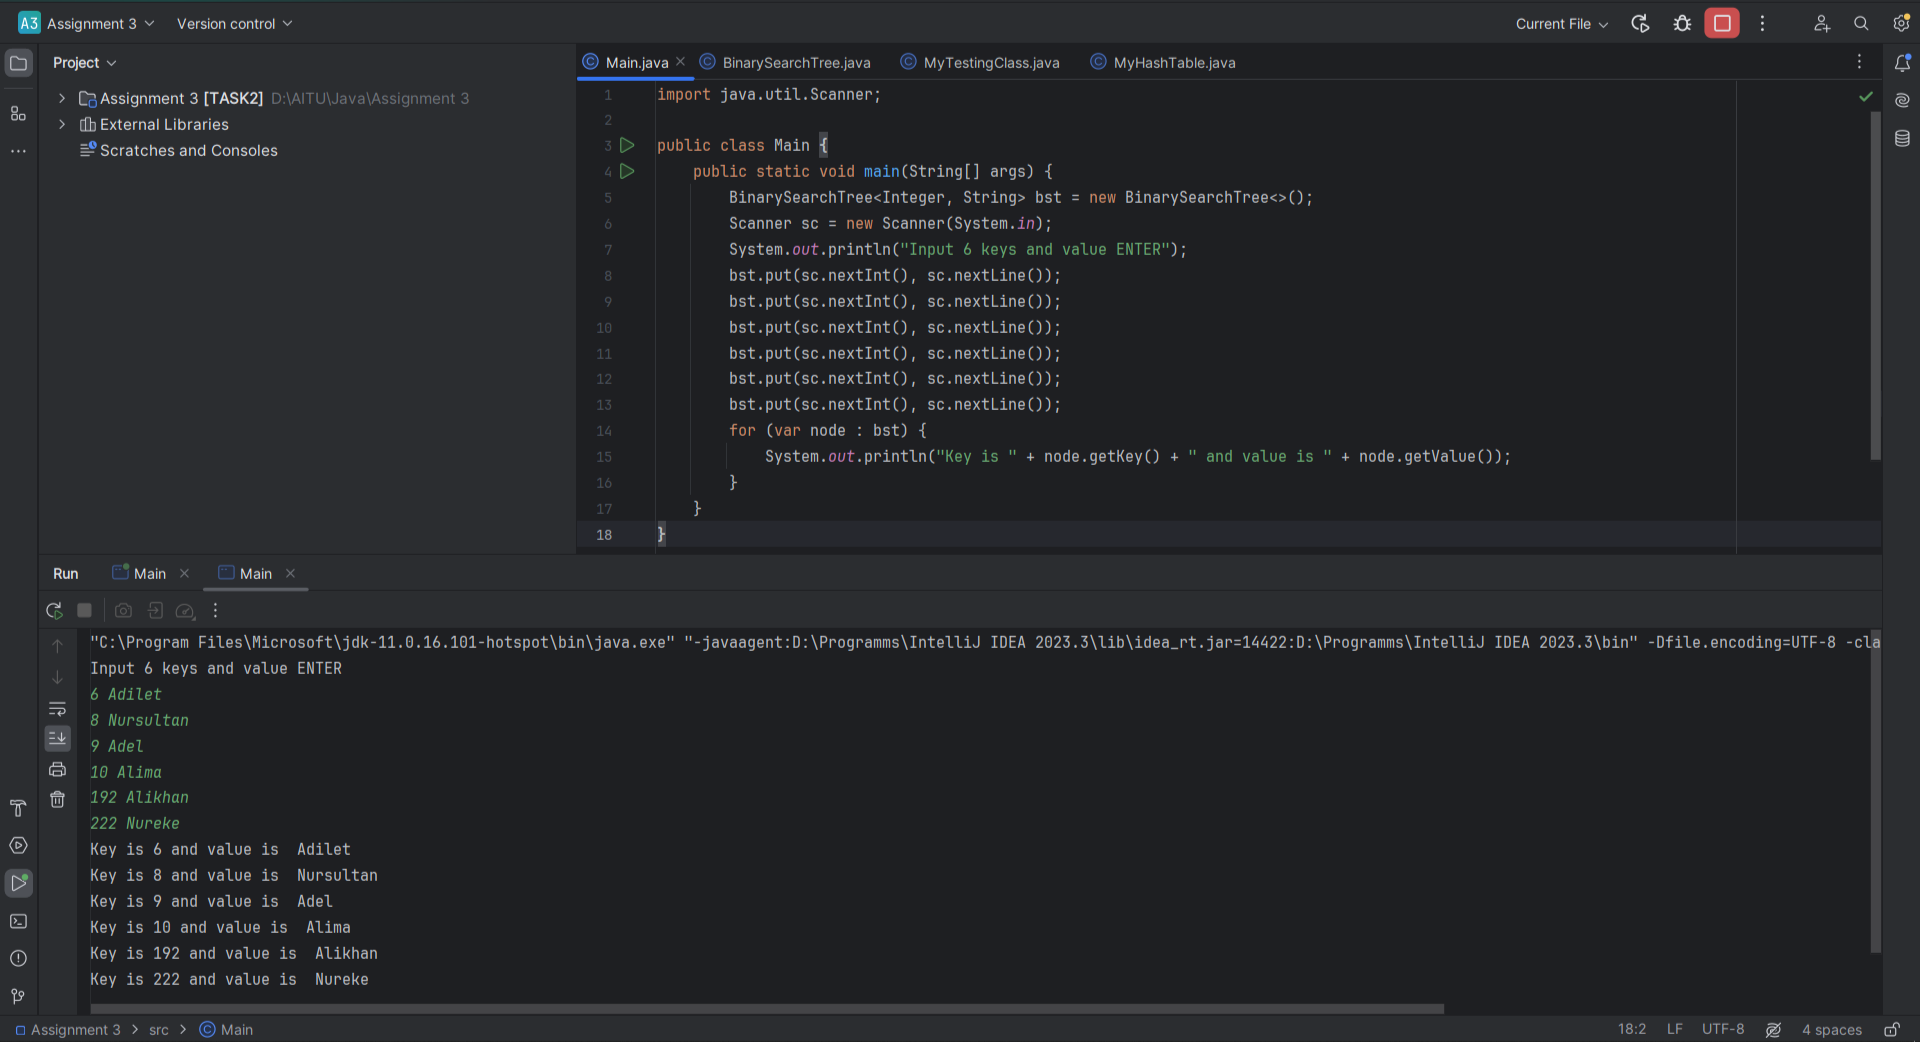 A3 Assignment 3 Version control Current File
Project
Main.java BinarySearchTree.java MyTestingClass.java MyHashTable.java
Assignment 3 [TASK2] D:\AITU\Java\Assignment 3
External Libraries
Scratches and Consoles
1 import java.util.Scanner;
2
3 public class Main {
4 public static void main(String[] args) {
5 BinarySearchTree<Integer, String> bst = new BinarySearchTree<>();
6 Scanner sc = new Scanner(System.in);
7 System.out.println("Input 6 keys and value ENTER");
8 bst.put(sc.nextInt(), sc.nextLine());
9 bst.put(sc.nextInt(), sc.nextLine());
10 bst.put(sc.nextInt(), sc.nextLine());
11 bst.put(sc.nextInt(), sc.nextLine());
12 bst.put(sc.nextInt(), sc.nextLine());
13 bst.put(sc.nextInt(), sc.nextLine());
14 for (var node : bst) {
15 System.out.println("Key is " + node.getKey() + " and value is " + node.getValue());
16 }
17 }
18 }
Run Main Main
"C:\Program Files\Microsoft\jdk-11.0.16.101-hotspot\bin\java.exe" "-javaagent:D:\Programms\IntelliJ IDEA 2023.3\lib\idea_rt.jar=14422:D:\Programms\IntelliJ IDEA 2023.3\bin" -Dfile.encoding=UTF-8 -cla
Input 6 keys and value ENTER
6 Adilet
8 Nursultan
9 Adel
10 Alima
192 Alikhan
222 Nureke
Key is 6 and value is  Adilet
Key is 8 and value is  Nursultan
Key is 9 and value is  Adel
Key is 10 and value is  Alima
Key is 192 and value is  Alikhan
Key is 222 and value is  Nureke
Assignment 3 > src > Main 18:2 LF UTF-8 4 spaces